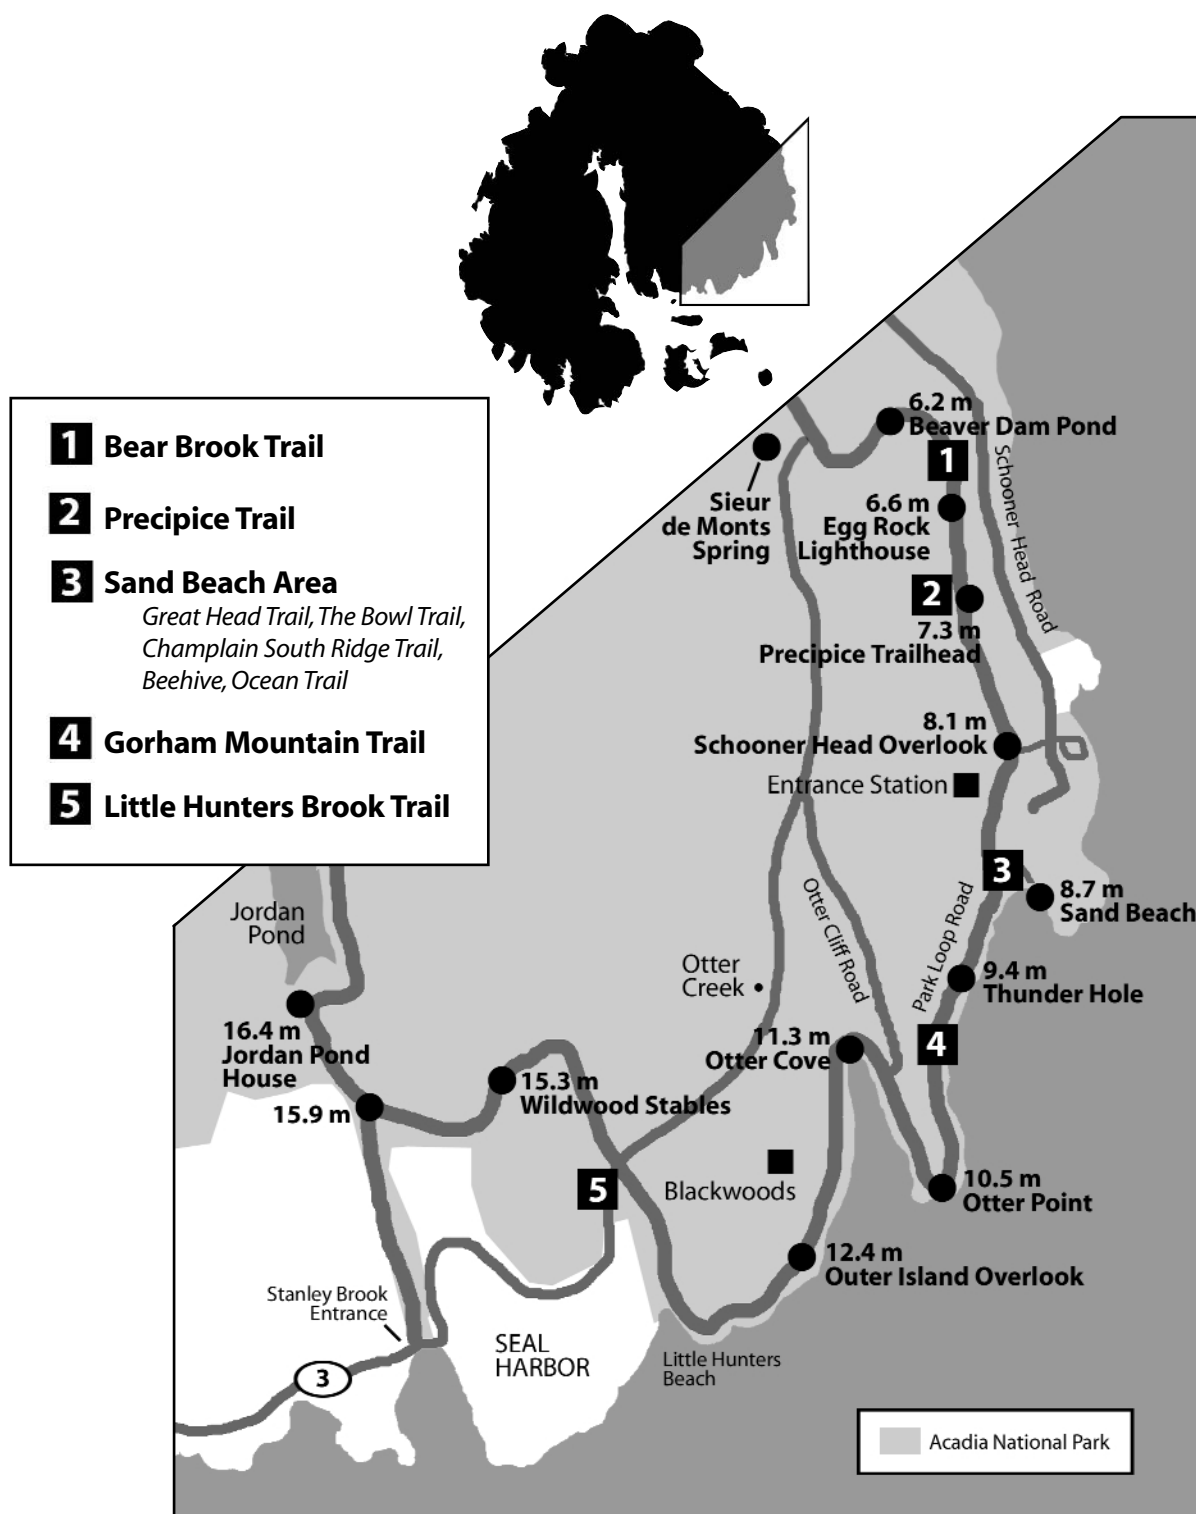 1 Bear Brook Trail
2 Precipice Trail
3 Sand Beach Area
Great Head Trail, The Bowl Trail,
Champlain South Ridge Trail,
Beehive, Ocean Trail
4 Gorham Mountain Trail
5 Little Hunters Brook Trail
6.2 m
Beaver Dam Pond
1
Schooner Head Road
Sieur
de Monts
Spring
6.6 m
Egg Rock
Lighthouse
2
7.3 m
Precipice Trailhead
8.1 m
Schooner Head Overlook
Entrance Station
3
8.7 m
Sand Beach
Otter Cliff Road
Park Loop Road
Jordan
Pond
Otter
Creek
9.4 m
Thunder Hole
4
11.3 m
Otter Cove
16.4 m
Jordan Pond
House
15.9 m
15.3 m
Wildwood Stables
5
Blackwoods
10.5 m
Otter Point
12.4 m
Outer Island Overlook
Stanley Brook
Entrance
3
SEAL
HARBOR
Little Hunters
Beach
Acadia National Park